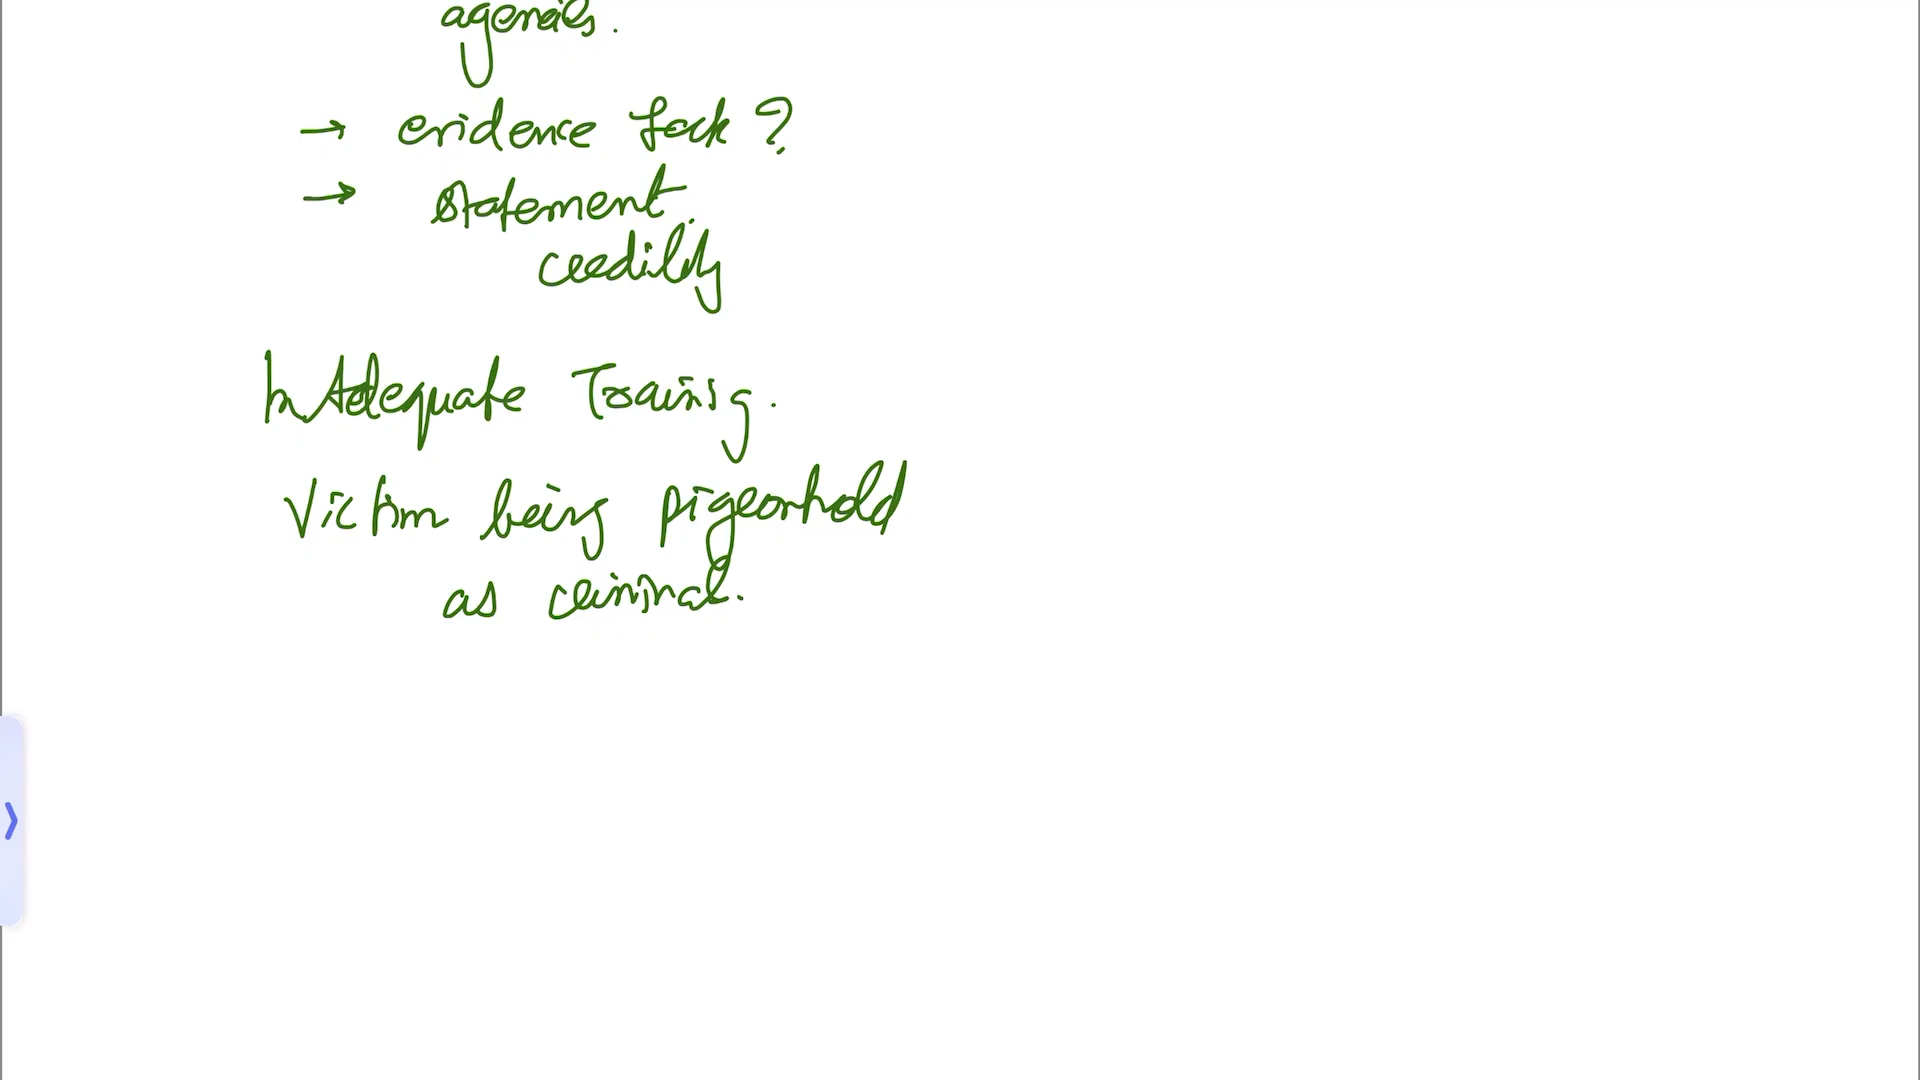 agencies.
→ evidence lack?
→ statement
credibility
InAdequate Training.
Victim being pigeonhold
as criminal.